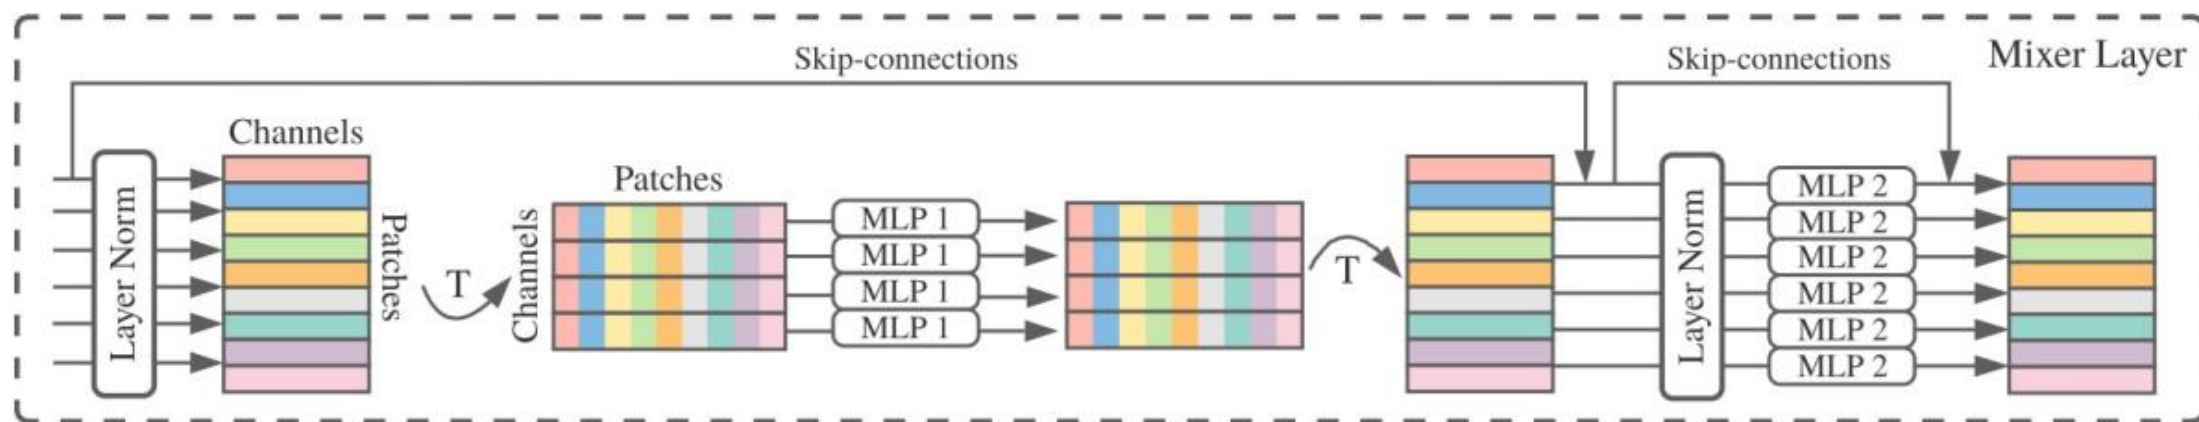 Skip-connections
Skip-connections
Mixer Layer
Channels
Layer Norm
Patches
T
Channels
Patches
MLP 1
MLP 1
MLP 1
MLP 1
T
Layer Norm
MLP 2
MLP 2
MLP 2
MLP 2
MLP 2
MLP 2